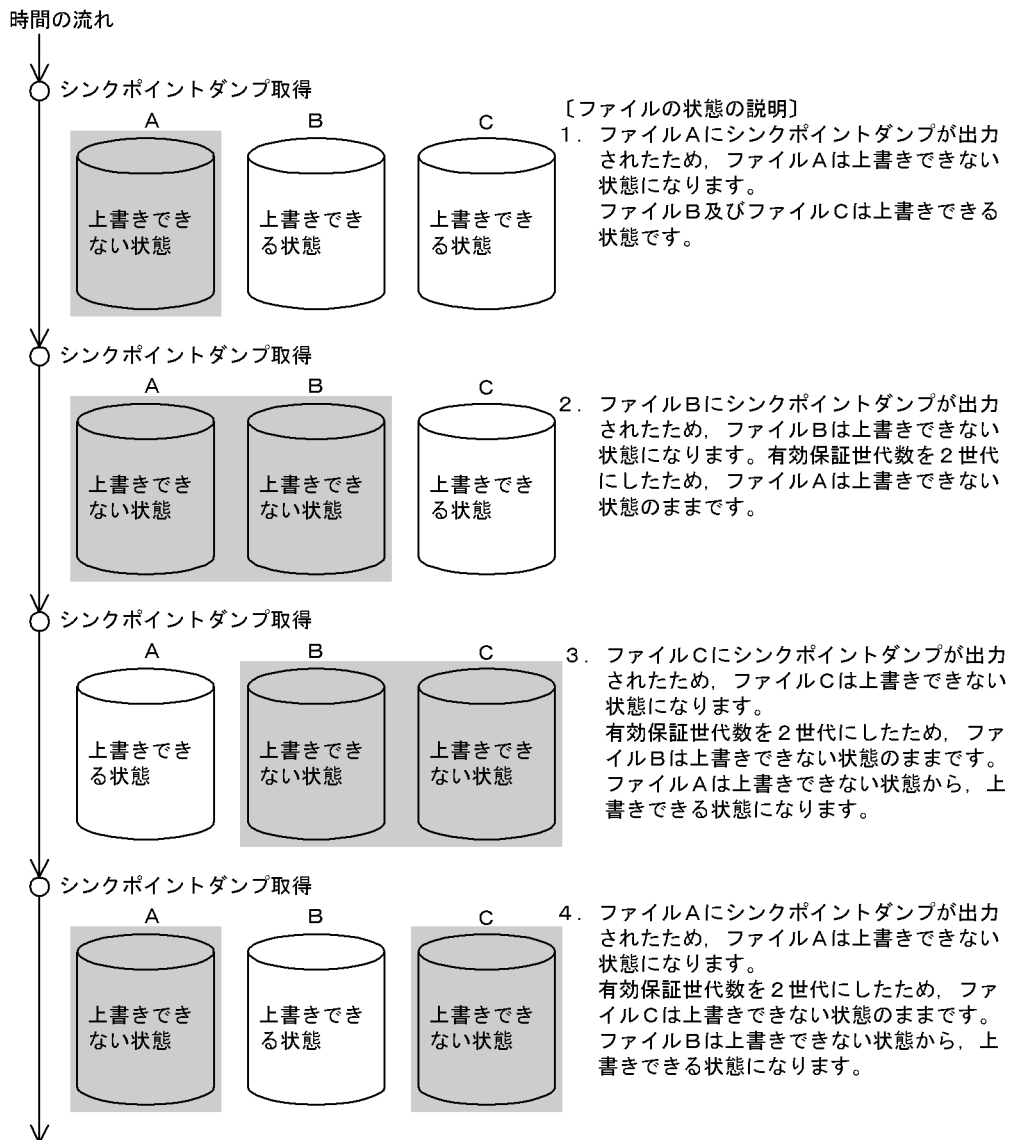 時間の流れ
シンクポイントダンプ取得
A
B
C
上書きでき
ない状態
上書きでき
る状態
上書きでき
る状態
〔ファイルの状態の説明〕
1．ファイルAにシンクポイントダンプが出力
されたため，ファイルAは上書きできない
状態になります。
ファイルB及びファイルCは上書きできる
状態です。
シンクポイントダンプ取得
A
B
C
上書きでき
ない状態
上書きでき
ない状態
上書きでき
る状態
2．ファイルBにシンクポイントダンプが出力
されたため，ファイルBは上書きできない
状態になります。有効保証世代数を2世代
にしたため，ファイルAは上書きできない
状態のままです。
シンクポイントダンプ取得
A
B
C
上書きでき
る状態
上書きでき
ない状態
上書きでき
ない状態
3．ファイルCにシンクポイントダンプが出力
されたため，ファイルCは上書きできない
状態になります。
有効保証世代数を2世代にしたため，ファ
イルBは上書きできない状態のままです。
ファイルAは上書きできない状態から，上
書きできる状態になります。
シンクポイントダンプ取得
A
B
C
上書きでき
ない状態
上書きでき
る状態
上書きでき
ない状態
4．ファイルAにシンクポイントダンプが出力
されたため，ファイルAは上書きできない
状態になります。
有効保証世代数を2世代にしたため，ファ
イルCは上書きできない状態のままです。
ファイルBは上書きできない状態から，上
書きできる状態になります。